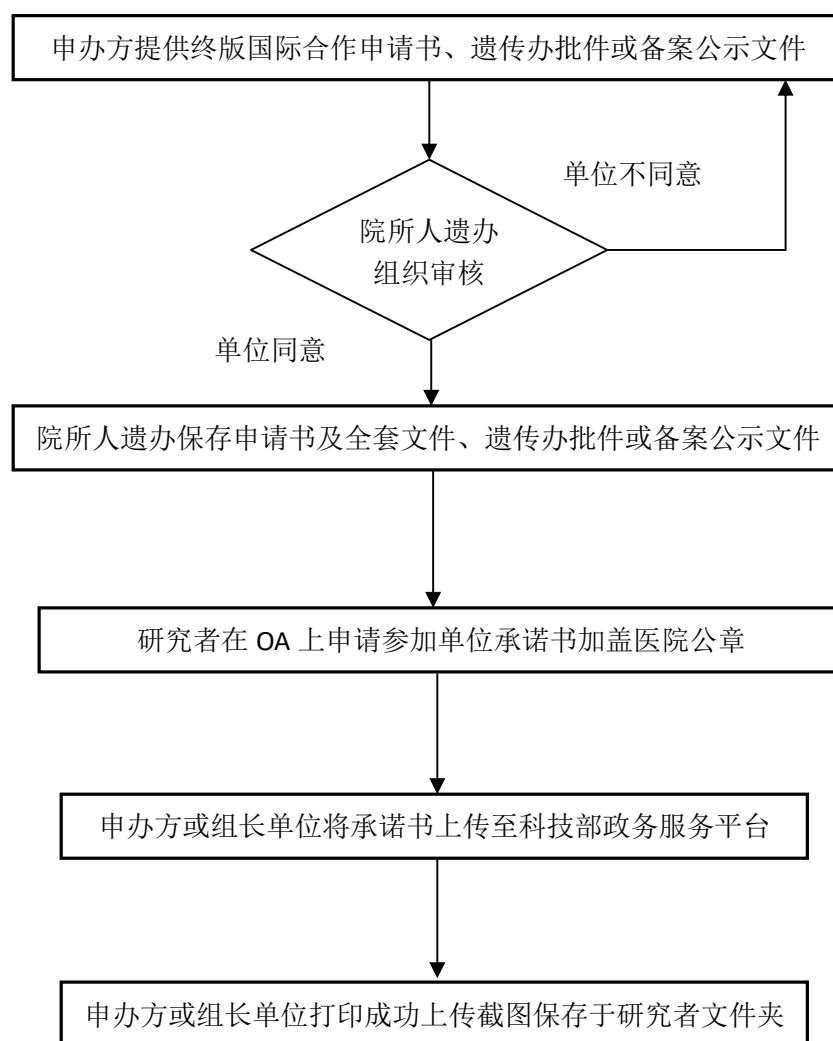 申办方提供终版国际合作申请书、遗传办批件或备案公示文件
单位不同意
院所人遗办
组织审核
单位同意
院所人遗办保存申请书及全套文件、遗传办批件或备案公示文件
研究者在 OA 上申请参加单位承诺书加盖医院公章
申办方或组长单位将承诺书上传至科技部政务服务平台
申办方或组长单位打印成功上传截图保存于研究者文件夹